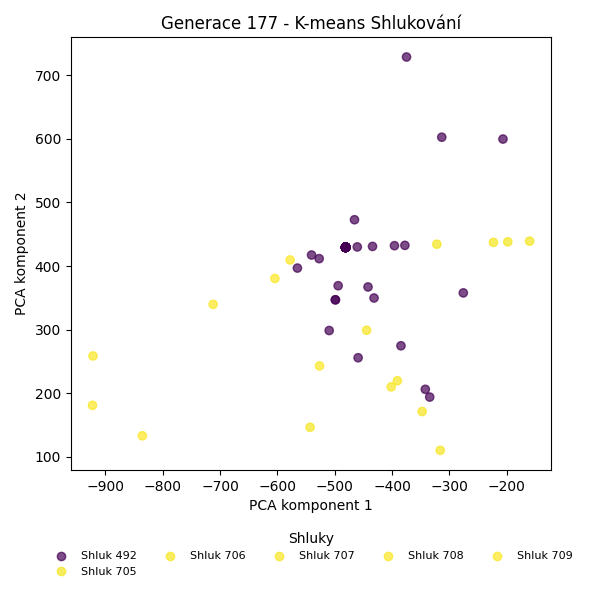 Generace 177 - K-means Shlukování
PCA komponent 2
700
600
500
400
300
200
100
−900 −800 −700 −600 −500 −400 −300 −200
PCA komponent 1
Shluky
Shluk 492 Shluk 706 Shluk 707 Shluk 708 Shluk 709
Shluk 705